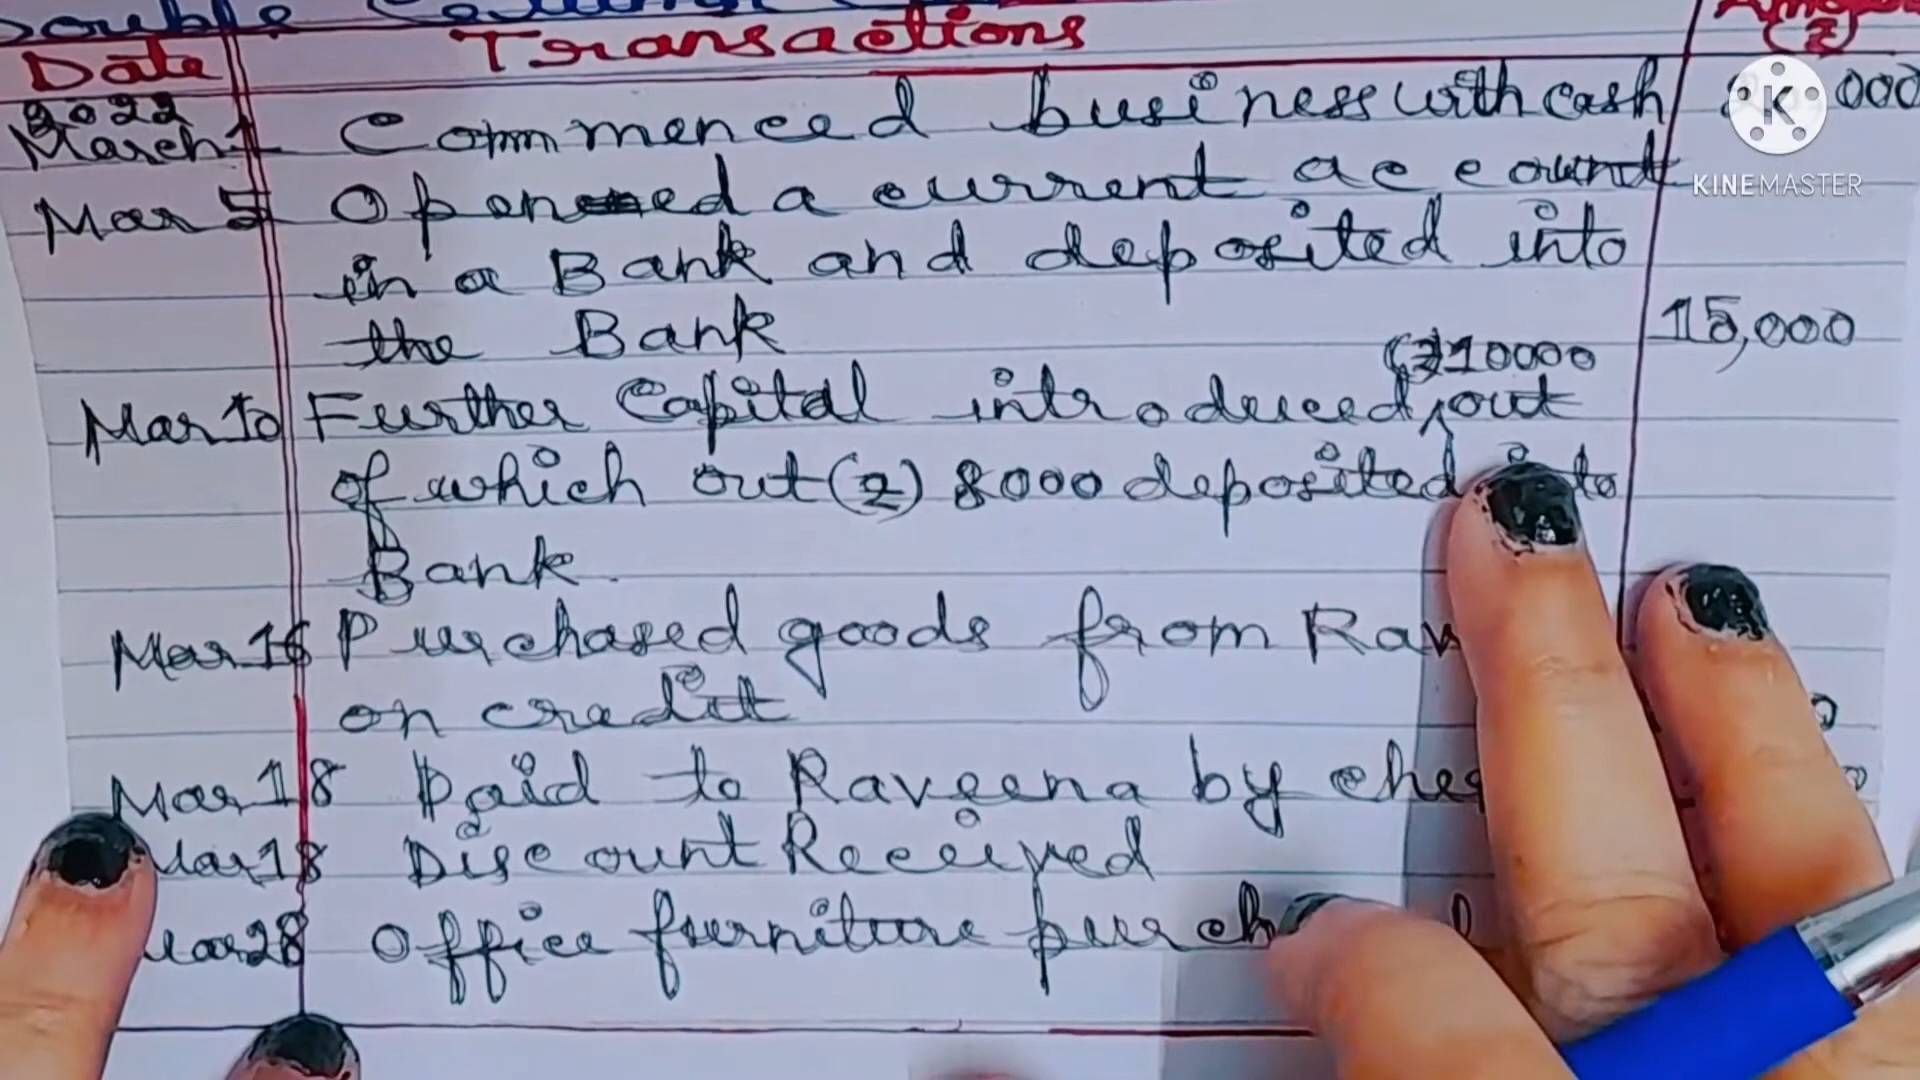 Double
Date Transactions (₹)
2022
March 1 Commenced business with cash 000
Mar 5 Opened a current account
in a Bank and deposited into
the Bank 15,000
(₹)10000
Mar 10 Further Capital introduced, out
of which out (₹) 8000 deposited into
Bank.
Mar 16 Purchased goods from
on credit
Mar 18 Paid to Raveena by
Mar 18 Discount Received
Mar 28 Office furniture
K
KINEMASTER